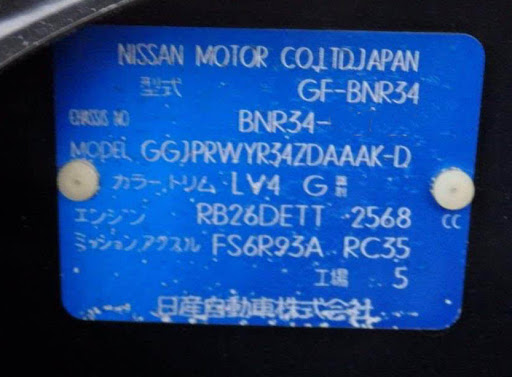 NISSAN MOTOR CO.,LTD.JAPAN
型式 GF-BNR34
CHASSIS NO BNR34-
MODEL GGJPRWYR34ZDAAAK-D
カラー トリム LV4 G
エンジン RB26DETT 2568 CC
ミッション,アクスル FS6R93A RC35
工場 5
日産自動車株式会社